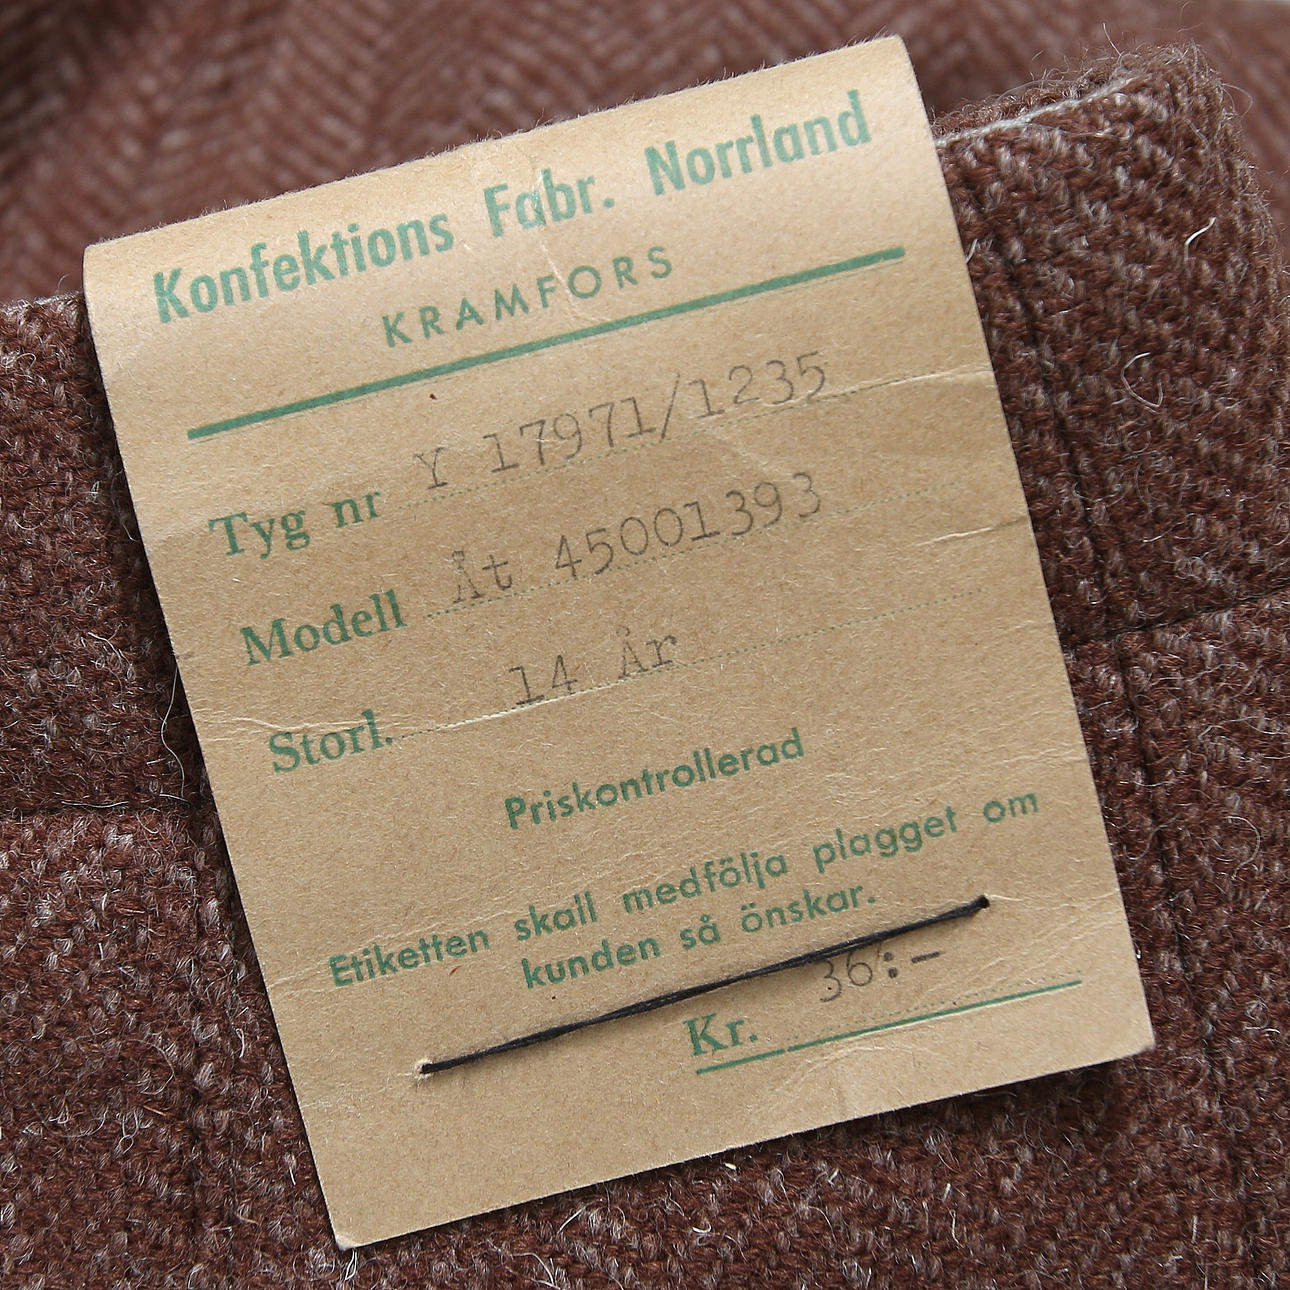 Konfektions Fabr. Norrland
KRAMFORS
Tyg nr Y 17971/1235
Modell Åt 45001393
Storl. 14 År
Priskontrollerad
Etiketten skall medfölja plagget om
kunden så önskar.
Kr. 36:-